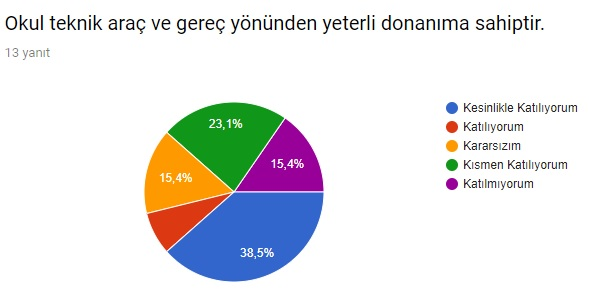 Okul teknik araç ve gereç yönünden yeterli donanıma sahiptir.
13 yanıt
Kesinlikle Katılıyorum
Katılıyorum
Kararsızım
Kısmen Katılıyorum
Katılmıyorum
23,1%
15,4%
15,4%
38,5%